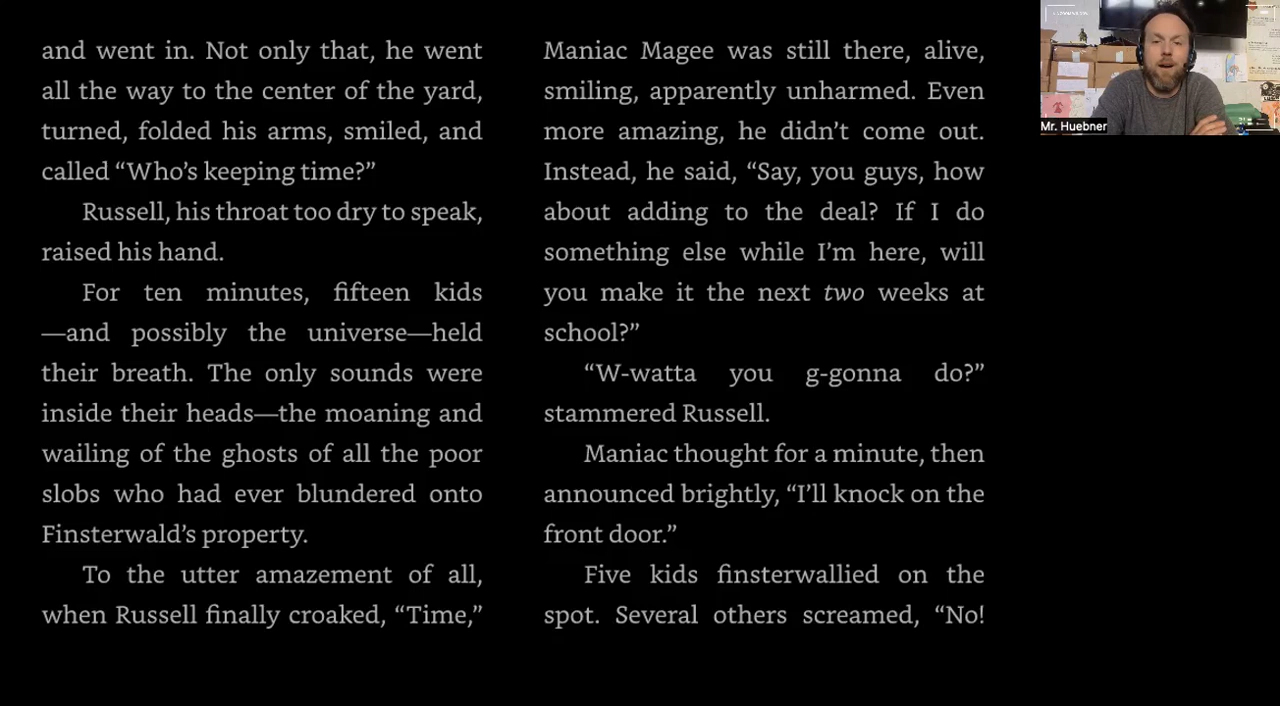 and went in. Not only that, he went
all the way to the center of the yard,
turned, folded his arms, smiled, and
called “Who’s keeping time?”
Russell, his throat too dry to speak,
raised his hand.
For ten minutes, fifteen kids
—and possibly the universe—held
their breath. The only sounds were
inside their heads—the moaning and
wailing of the ghosts of all the poor
slobs who had ever blundered onto
Finsterwald’s property.
To the utter amazement of all,
when Russell finally croaked, “Time,”
Maniac Magee was still there, alive,
smiling, apparently unharmed. Even
more amazing, he didn’t come out.
Instead, he said, “Say, you guys, how
about adding to the deal? If I do
something else while I’m here, will
you make it the next two weeks at
school?”
“W-watta you g-gonna do?”
stammered Russell.
Maniac thought for a minute, then
announced brightly, “I’ll knock on the
front door.”
Five kids finsterwallied on the
spot. Several others screamed, “No!
Mr. Huebner